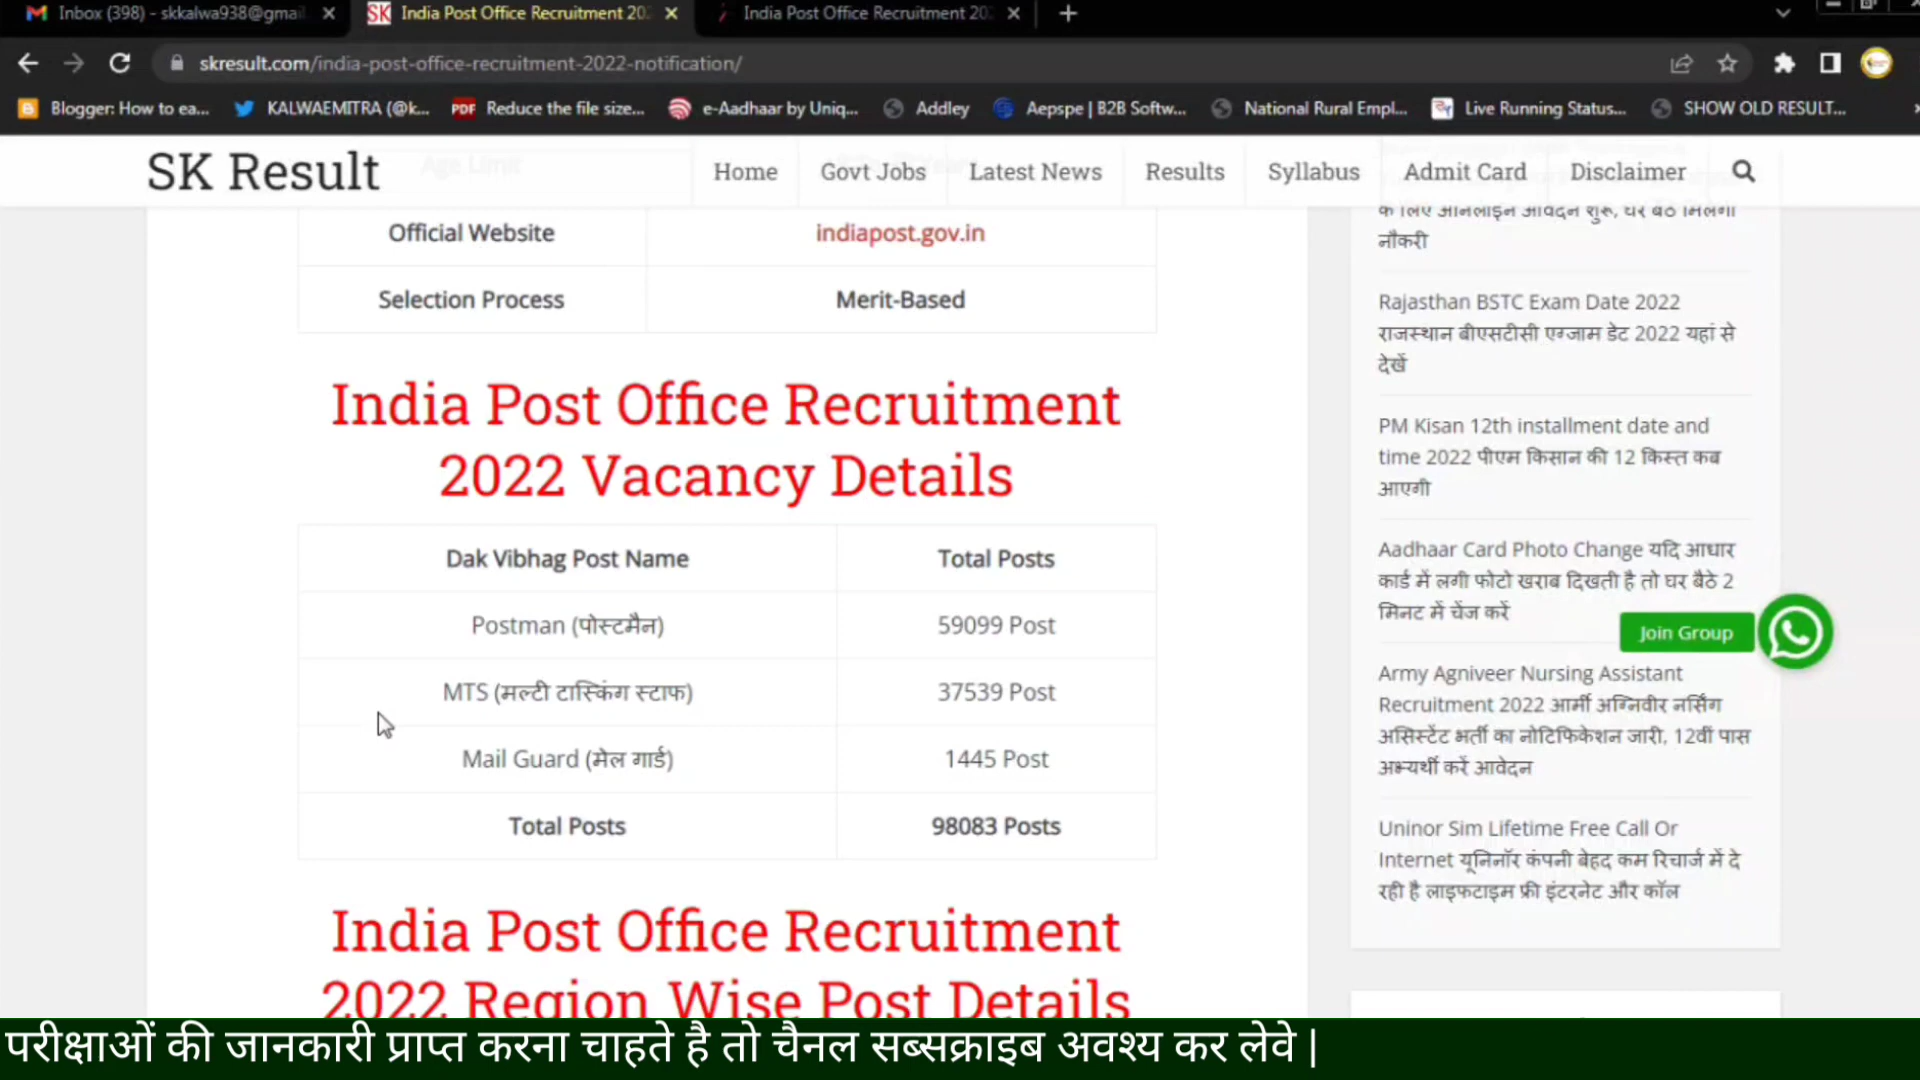 Inbox (398) - skkalwa938@gmai
India Post Office Recruitment 20
India Post Office Recruitment 20
skresult.com/india-post-office-recruitment-2022-notification/
Blogger: How to ea...
KALWAEMITRA (@k...
PDF
Reduce the file size...
e-Aadhaar by Uniq...
Addley
Aepspe | B2B Softw...
National Rural Empl...
Live Running Status...
SHOW OLD RESULT...
SK Result
Age Limit
Home
Govt Jobs
Latest News
Results
Syllabus
Admit Card
Disclaimer
Official Website
indiapost.gov.in
Selection Process
Merit-Based
India Post Office Recruitment
2022 Vacancy Details
Dak Vibhag Post Name
Total Posts
Postman (पोस्टमैन)
59099 Post
MTS (मल्टी टास्किंग स्टाफ)
37539 Post
Mail Guard (मेल गार्ड)
1445 Post
Total Posts
98083 Posts
India Post Office Recruitment
2022 Region Wise Post Details
के लिए ऑनलाइन आवेदन शुरू, घर बैठे मिलेगी
नौकरी
Rajasthan BSTC Exam Date 2022
राजस्थान बीएसटीसी एग्जाम डेट 2022 यहां से
देखें
PM Kisan 12th installment date and
time 2022 पीएम किसान की 12 किस्त कब
आएगी
Aadhaar Card Photo Change यदि आधार
कार्ड में लगी फोटो खराब दिखती है तो घर बैठे 2
मिनट में चेंज करें
Join Group
Army Agniveer Nursing Assistant
Recruitment 2022 आर्मी अग्निवीर नर्सिंग
असिस्टेंट भर्ती का नोटिफिकेशन जारी, 12वीं पास
अभ्यर्थी करें आवेदन
Uninor Sim Lifetime Free Call Or
Internet यूनिनॉर कंपनी बेहद कम रिचार्ज में दे
रही है लाइफटाइम फ्री इंटरनेट और कॉल
परीक्षाओं की जानकारी प्राप्त करना चाहते है तो चैनल सब्सक्राइब अवश्य कर लेवे |